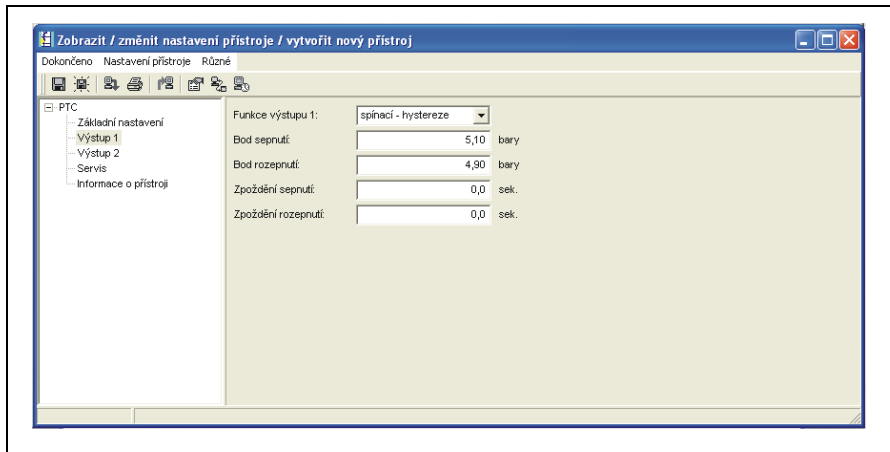 Zobrazit / změnit nastavení přístroje / vytvořit nový přístroj
Dokončeno Nastavení přístroje Různé
PTC
Základní nastavení
Výstup 1
Výstup 2
Servis
Informace o přístroji
Funkce výstupu 1: spínací - hystereze
Bod sepnutí: 5,10 bary
Bod rozepnutí: 4,90 bary
Zpoždění sepnutí: 0,0 sek.
Zpoždění rozepnutí: 0,0 sek.